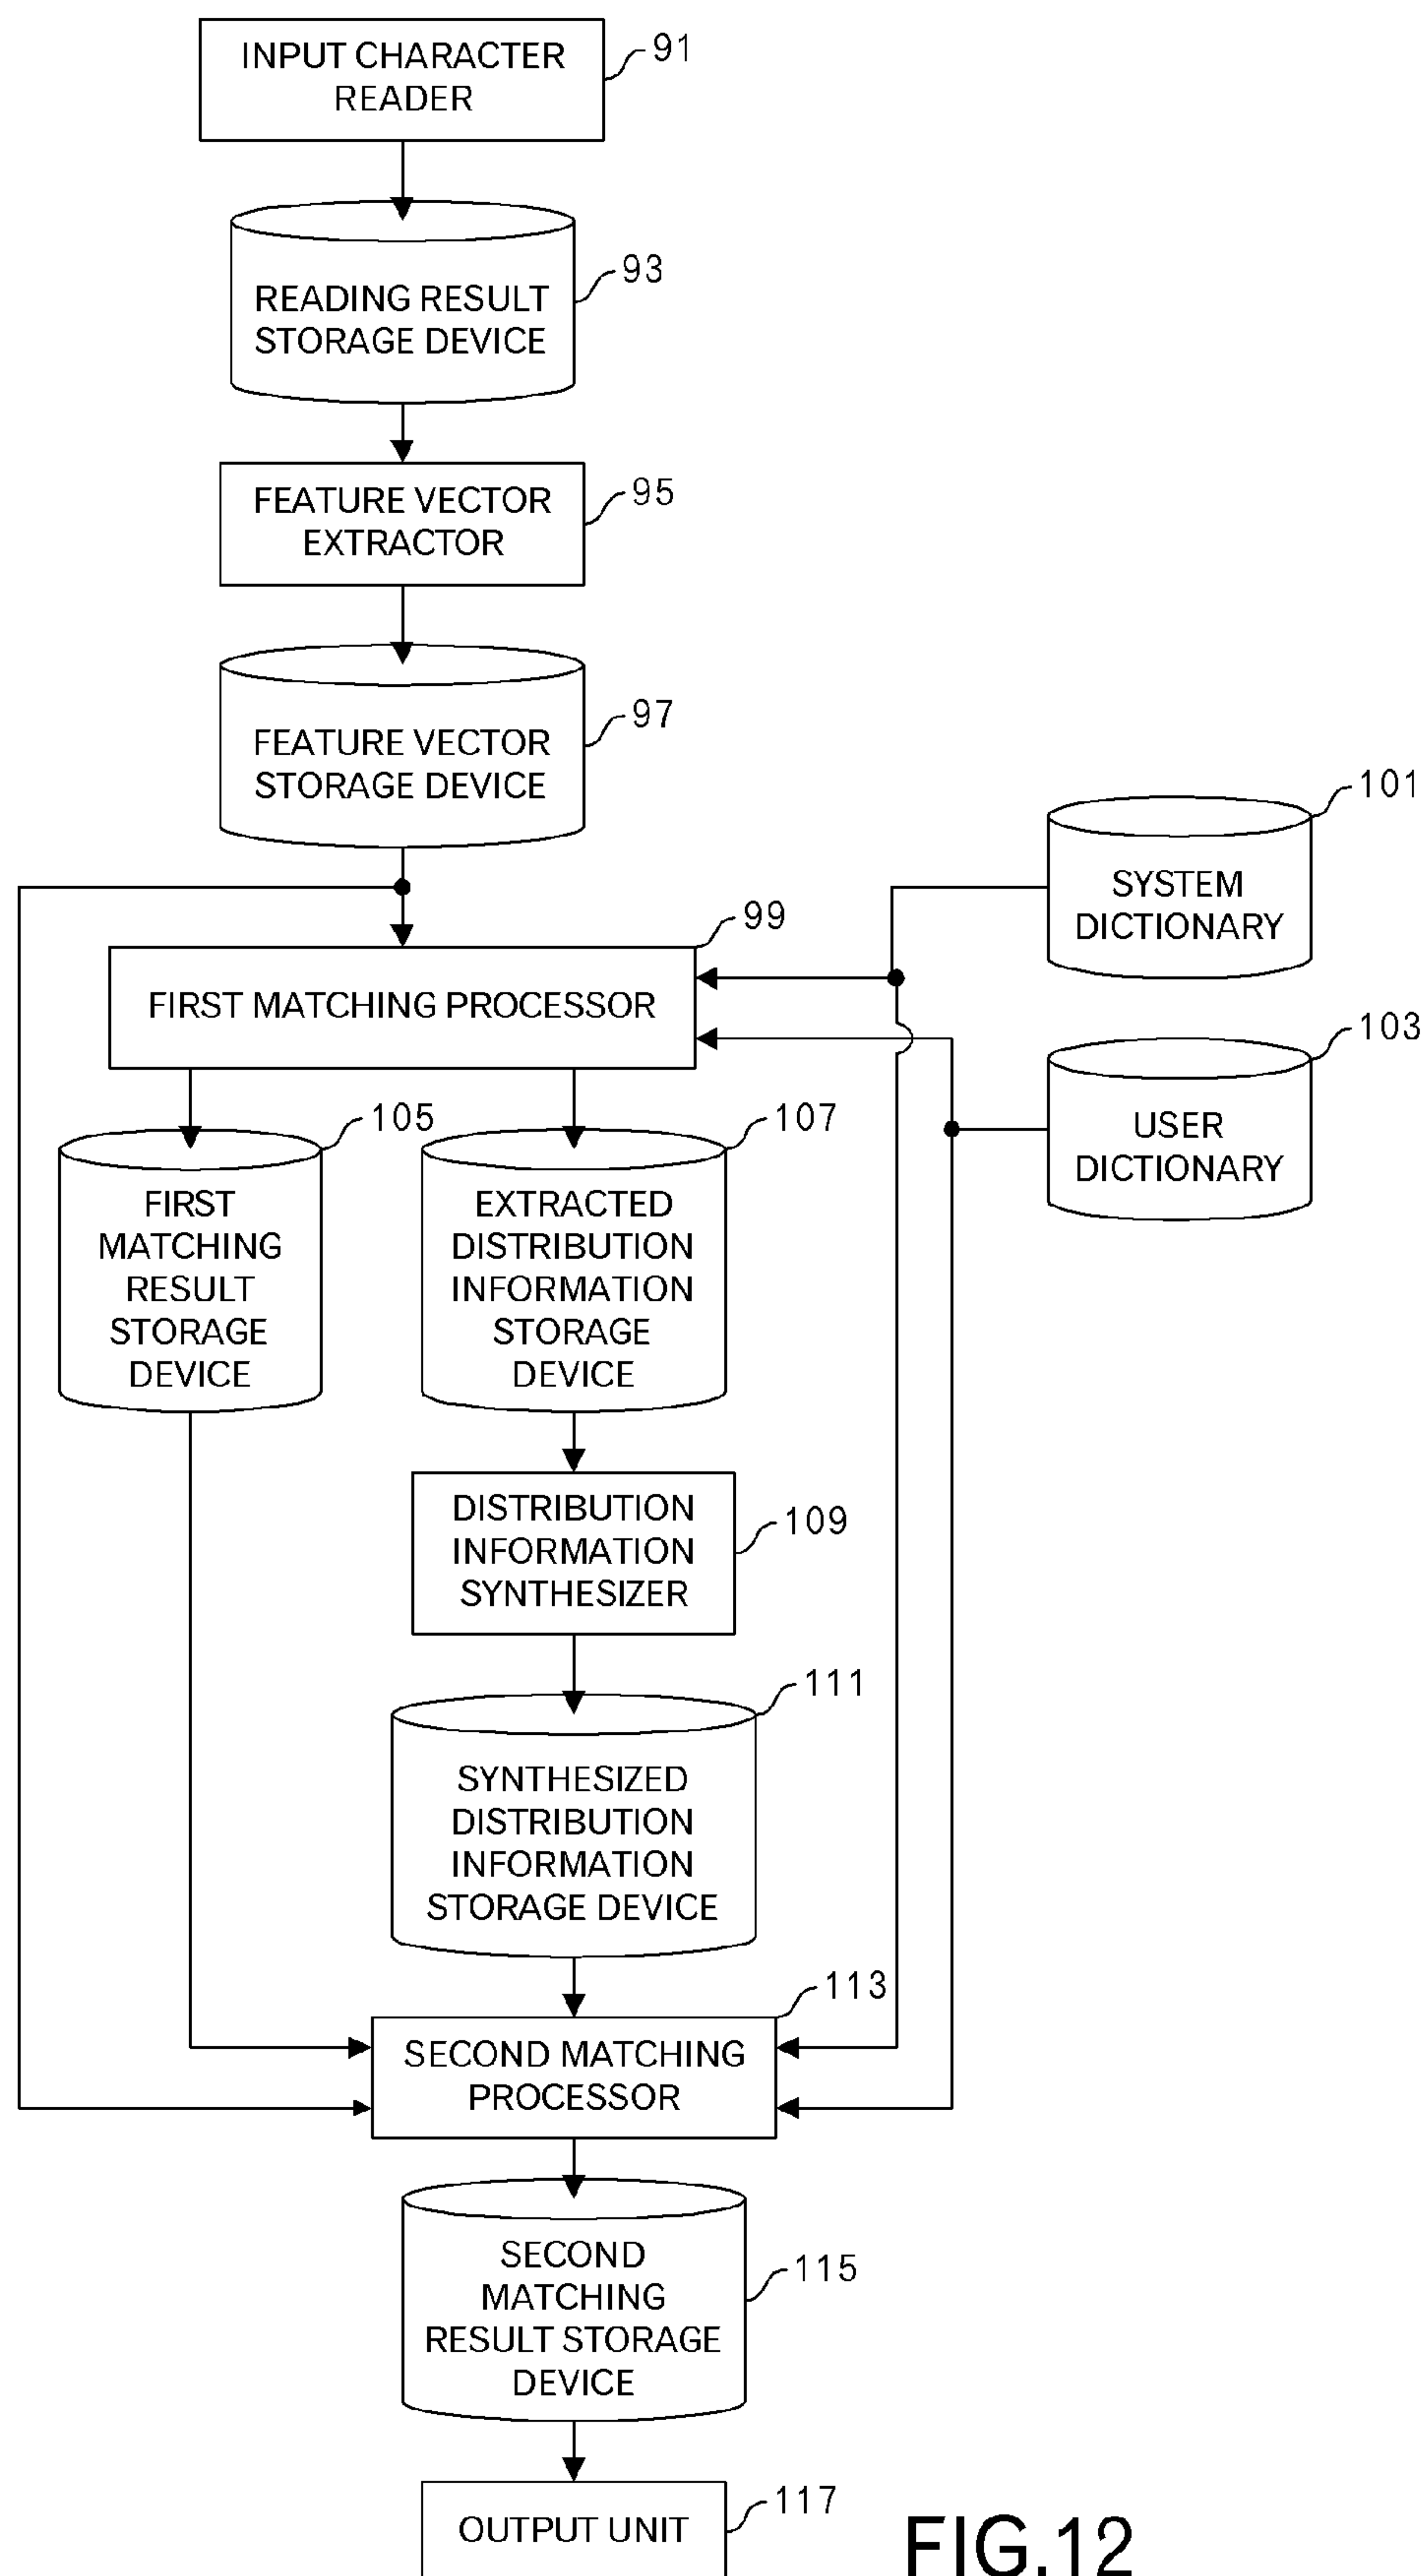 INPUT CHARACTER
READER
91
READING RESULT
STORAGE DEVICE
93
FEATURE VECTOR
EXTRACTOR
95
FEATURE VECTOR
STORAGE DEVICE
97
101
SYSTEM
DICTIONARY
99
FIRST MATCHING PROCESSOR
103
USER
DICTIONARY
105
FIRST
MATCHING
RESULT
STORAGE
DEVICE
107
EXTRACTED
DISTRIBUTION
INFORMATION
STORAGE
DEVICE
DISTRIBUTION
INFORMATION
SYNTHESIZER
109
111
SYNTHESIZED
DISTRIBUTION
INFORMATION
STORAGE DEVICE
113
SECOND MATCHING
PROCESSOR
SECOND
MATCHING
RESULT STORAGE
DEVICE
115
OUTPUT UNIT
117
FIG.12